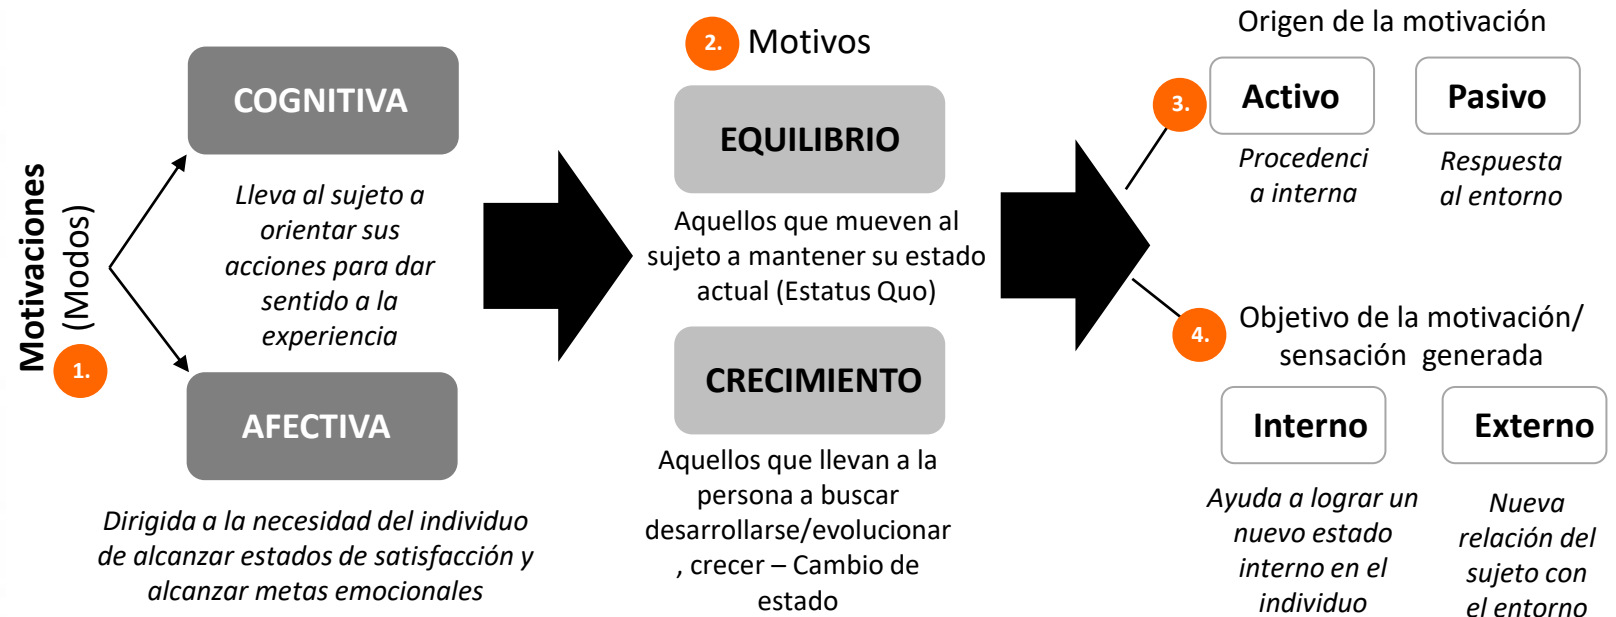 Motivaciones
(Modos)
1.
COGNITIVA
Lleva al sujeto a
orientar sus
acciones para dar
sentido a la
experiencia
AFECTIVA
Dirigida a la necesidad del individuo
de alcanzar estados de satisfacción y
alcanzar metas emocionales
2.
Motivos
EQUILIBRIO
Aquellos que mueven al
sujeto a mantener su estado
actual (Estatus Quo)
CRECIMIENTO
Aquellos que llevan a la
persona a buscar
desarrollarse/evolucionar
, crecer – Cambio de
estado
Origen de la motivación
3.
Activo
Procedenci
a interna
Pasivo
Respuesta
al entorno
4.
Objetivo de la motivación/
sensación generada
Interno
Ayuda a lograr un
nuevo estado
interno en el
individuo
Externo
Nueva
relación del
sujeto con
el entorno